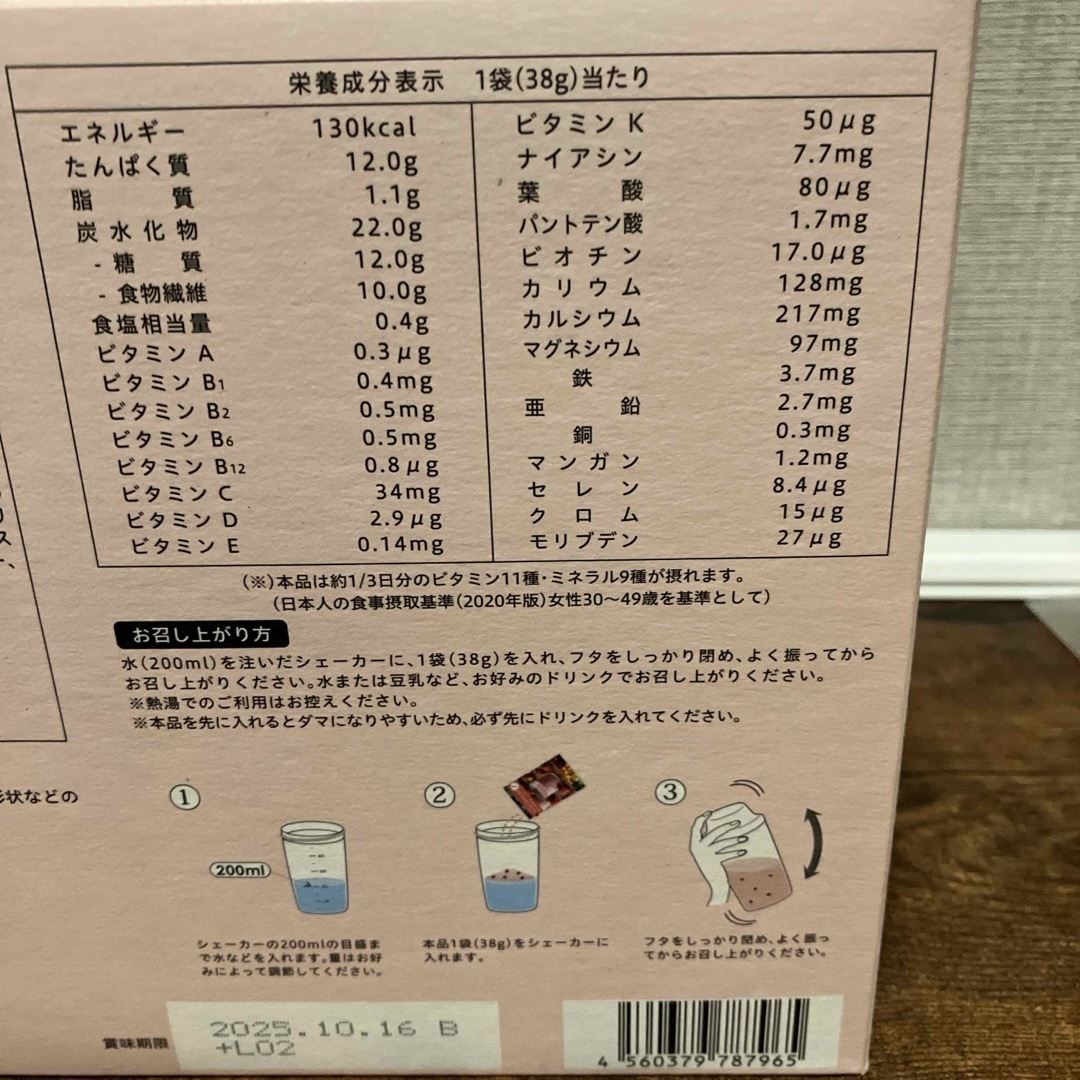 栄養成分表示　1袋(38g)当たり
エネルギー 130kcal
たんぱく質 12.0g
脂質 1.1g
炭水化物 22.0g
- 糖質 12.0g
- 食物繊維 10.0g
食塩相当量 0.4g
ビタミン A 0.3μg
ビタミン B1 0.4mg
ビタミン B2 0.5mg
ビタミン B6 0.5mg
ビタミン B12 0.8μg
ビタミン C 34mg
ビタミン D 2.9μg
ビタミン E 0.14mg
ビタミン K 50μg
ナイアシン 7.7mg
葉酸 80μg
パントテン酸 1.7mg
ビオチン 17.0μg
カリウム 128mg
カルシウム 217mg
マグネシウム 97mg
鉄 3.7mg
亜鉛 2.7mg
銅 0.3mg
マンガン 1.2mg
セレン 8.4μg
クロム 15μg
モリブデン 27μg
(※)本品は約1/3日分のビタミン11種・ミネラル9種が摂れます。
(日本人の食事摂取基準(2020年版)女性30〜49歳を基準として)
お召し上がり方
水(200ml)を注いだシェーカーに、1袋(38g)を入れ、フタをしっかり閉め、よく振ってから
お召し上がりください。水または豆乳など、お好みのドリンクでお召し上がりください。
※熱湯でのご利用はお控えください。
※本品を先に入れるとダマになりやすいため、必ず先にドリンクを入れてください。
形状などの
① ② ③
200ml
シェーカーの200mlの目盛ま
で水などを入れます。量はお好
みによって調節してください。
本品1袋(38g)をシェーカーに
入れます。
フタをしっかり閉め、よく振っ
てからお召し上がりください。
賞味期限
2025.10.16 B
+L02
4 560379 787965